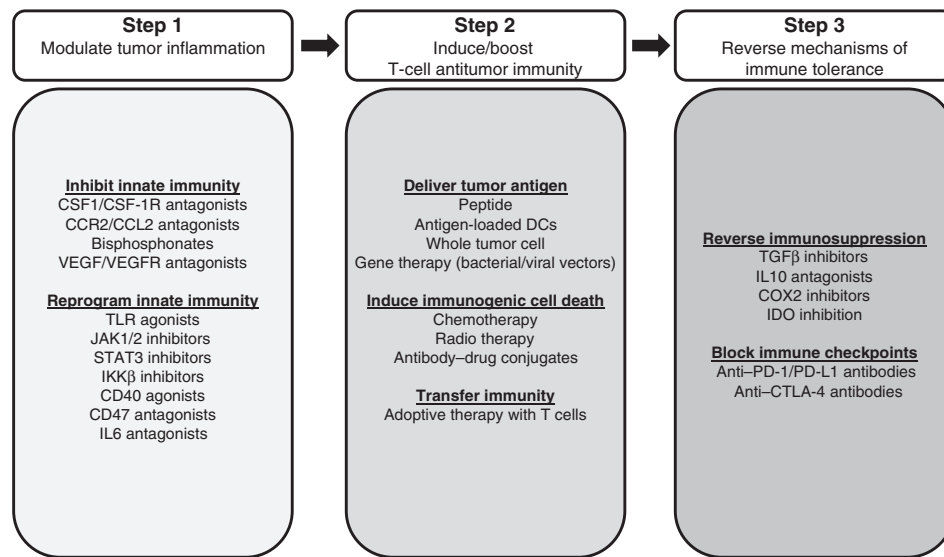 Step 1
Modulate tumor inflammation
Step 2
Induce/boost
T-cell antitumor immunity
Step 3
Reverse mechanisms of
immune tolerance
Inhibit innate immunity
CSF1/CSF-1R antagonists
CCR2/CCL2 antagonists
Bisphosphonates
VEGF/VEGFR antagonists
Reprogram innate immunity
TLR agonists
JAK1/2 inhibitors
STAT3 inhibitors
IKKβ inhibitors
CD40 agonists
CD47 antagonists
IL6 antagonists
Deliver tumor antigen
Peptide
Antigen-loaded DCs
Whole tumor cell
Gene therapy (bacterial/viral vectors)
Induce immunogenic cell death
Chemotherapy
Radio therapy
Antibody–drug conjugates
Transfer immunity
Adoptive therapy with T cells
Reverse immunosuppression
TGFβ inhibitors
IL10 antagonists
COX2 inhibitors
IDO inhibition
Block immune checkpoints
Anti–PD-1/PD-L1 antibodies
Anti–CTLA-4 antibodies